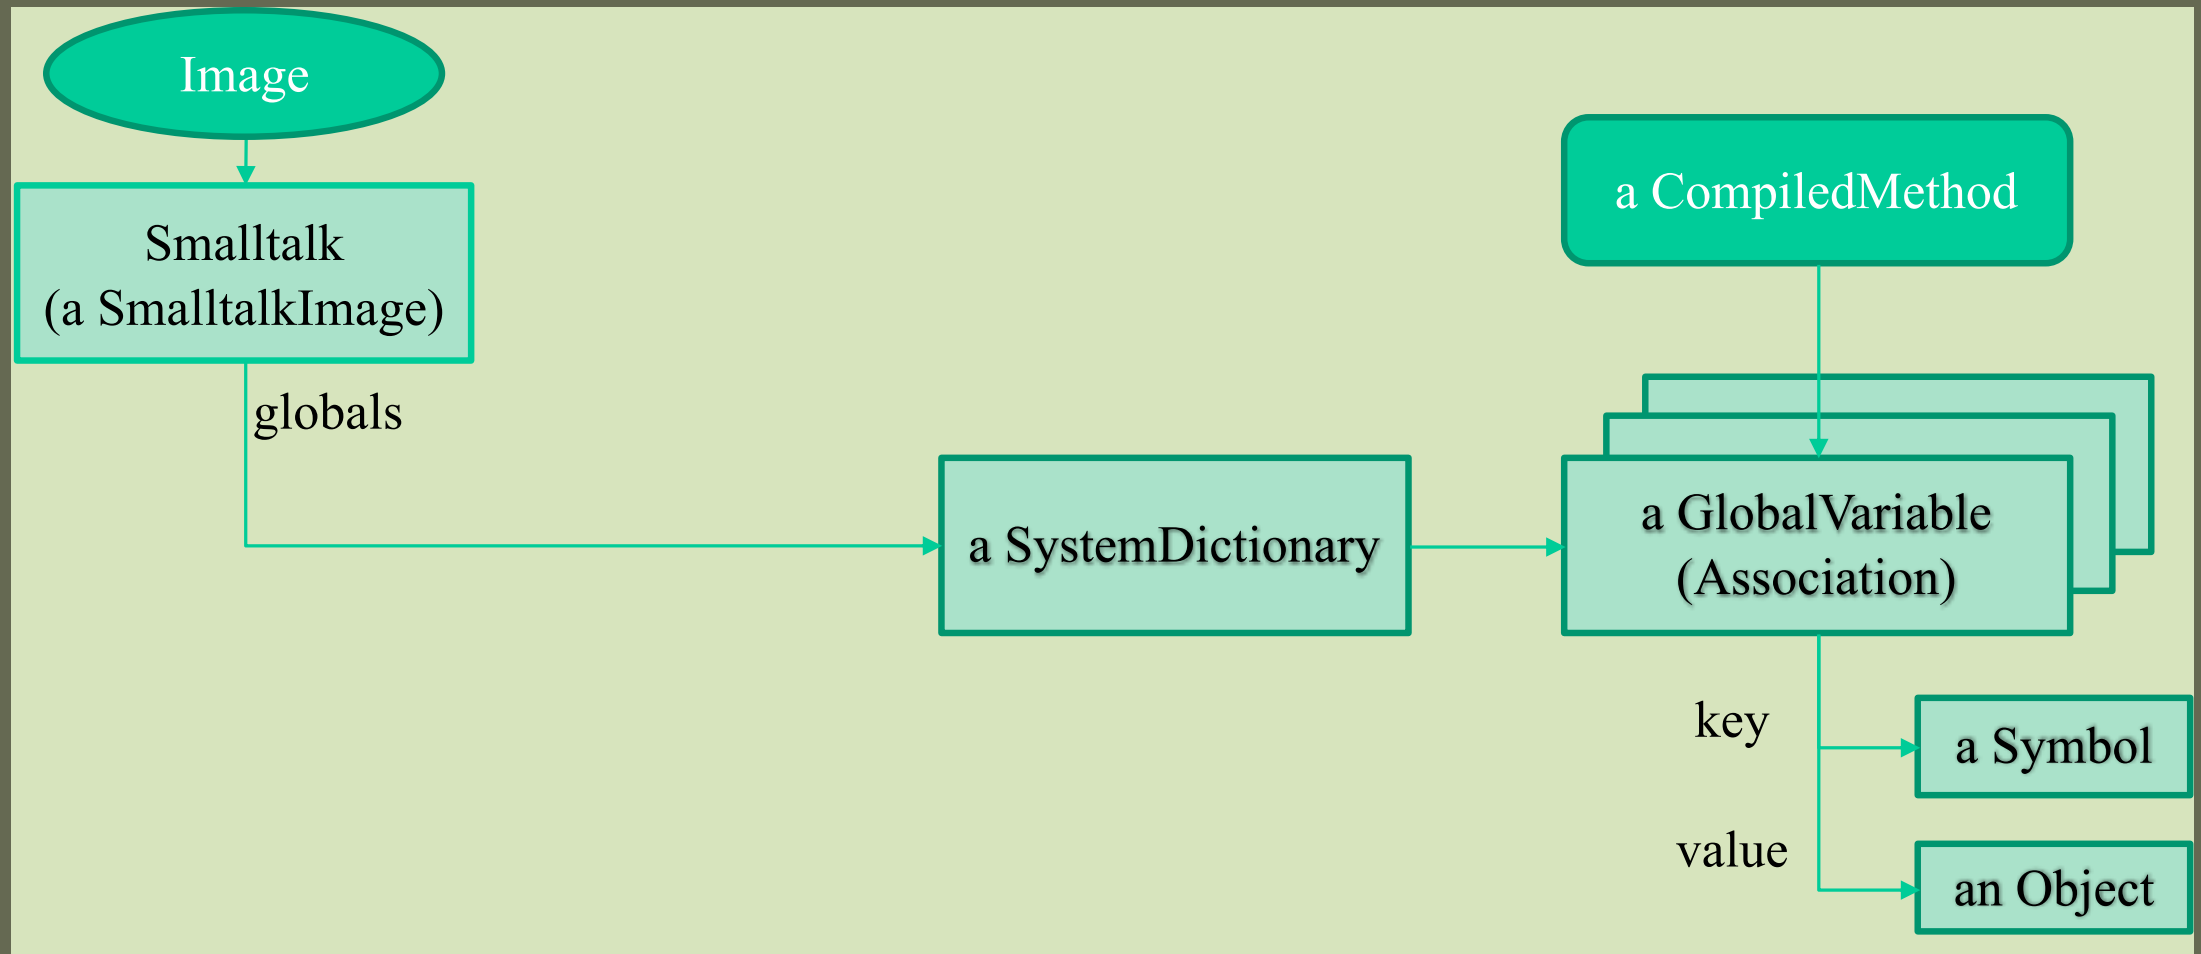 Image
Smalltalk
(a SmalltalkImage)
globals
a CompiledMethod
a SystemDictionary
a GlobalVariable
(Association)
key
a Symbol
value
an Object